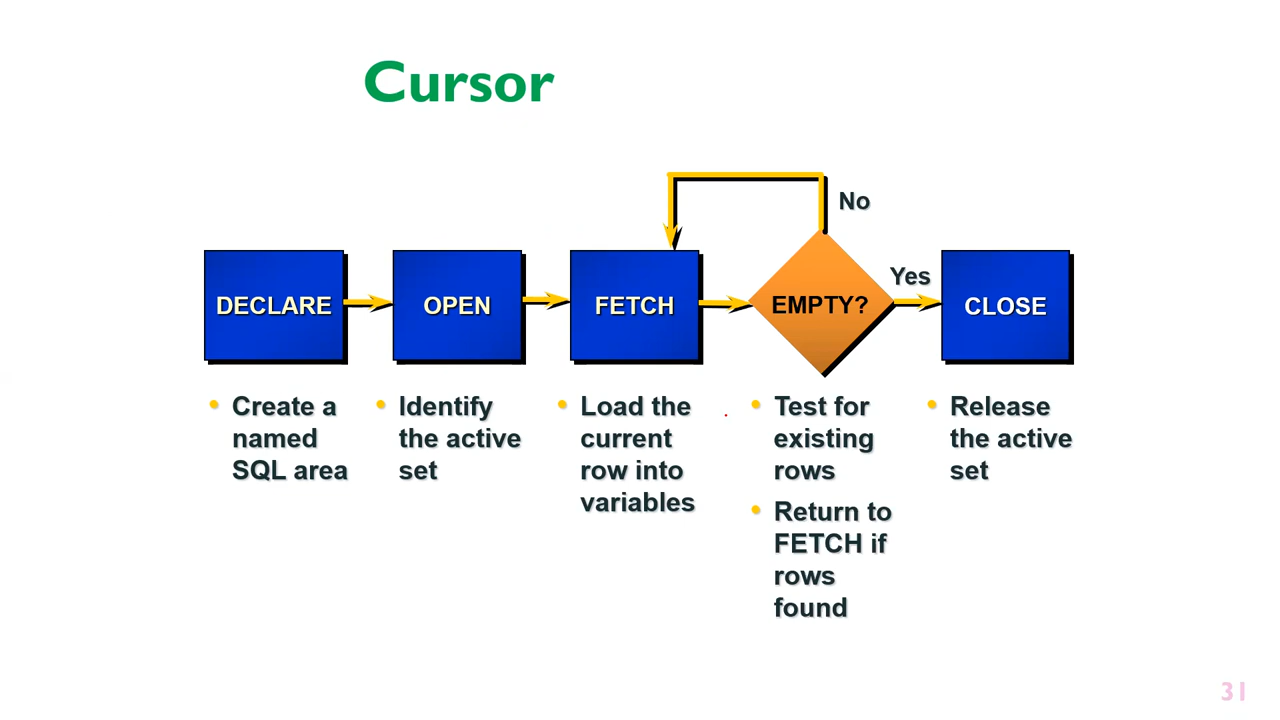 Cursor
No
Yes
DECLARE
OPEN
FETCH
EMPTY?
CLOSE
• Create a
named
SQL area
• Identify
the active
set
• Load the
current
row into
variables
• Test for
existing
rows
• Return to
FETCH if
rows
found
• Release
the active
set
31